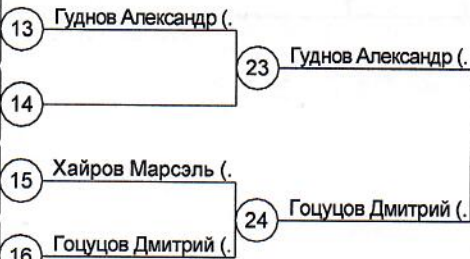 13 Гуднов Александр (.
23 Гуднов Александр (.
14
15 Хайров Марсэль (.
24 Гоцуцов Дмитрий (.
16 Гоцуцов Дмитрий (.